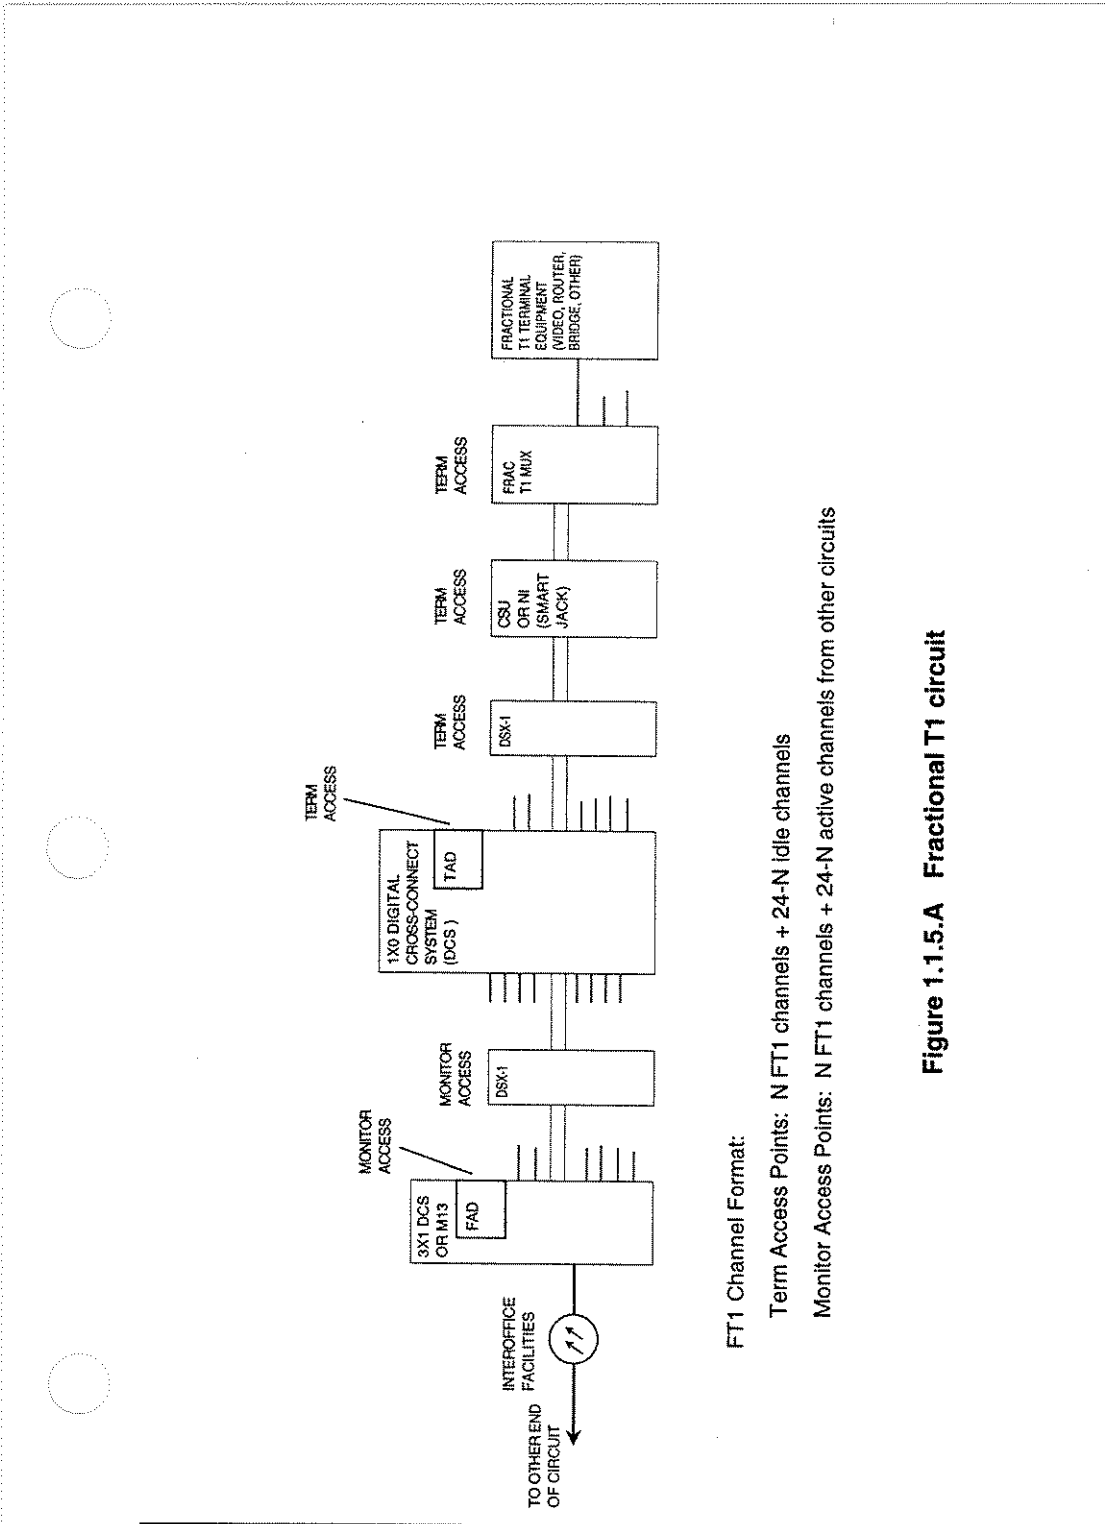 TO OTHER END
OF CIRCUIT
INTEROFFICE
FACILITIES
3X1 DCS
OR M13
FAD
MONITOR
ACCESS
MONITOR
ACCESS
DSX-1
1X0 DIGITAL
CROSS-CONNECT
SYSTEM
(DCS )
TAD
TERM
ACCESS
TERM
ACCESS
DSX-1
TERM
ACCESS
CSU
OR NI
(SMART
JACK)
TERM
ACCESS
FRAC
T1 MUX
FRACTIONAL
T1 TERMINAL
EQUIPMENT
(VIDEO, ROUTER,
BRIDGE, OTHER)
FT1 Channel Format:
Term Access Points: N FT1 channels + 24-N idle channels
Monitor Access Points: N FT1 channels + 24-N active channels from other circuits
Figure 1.1.5.A Fractional T1 circuit